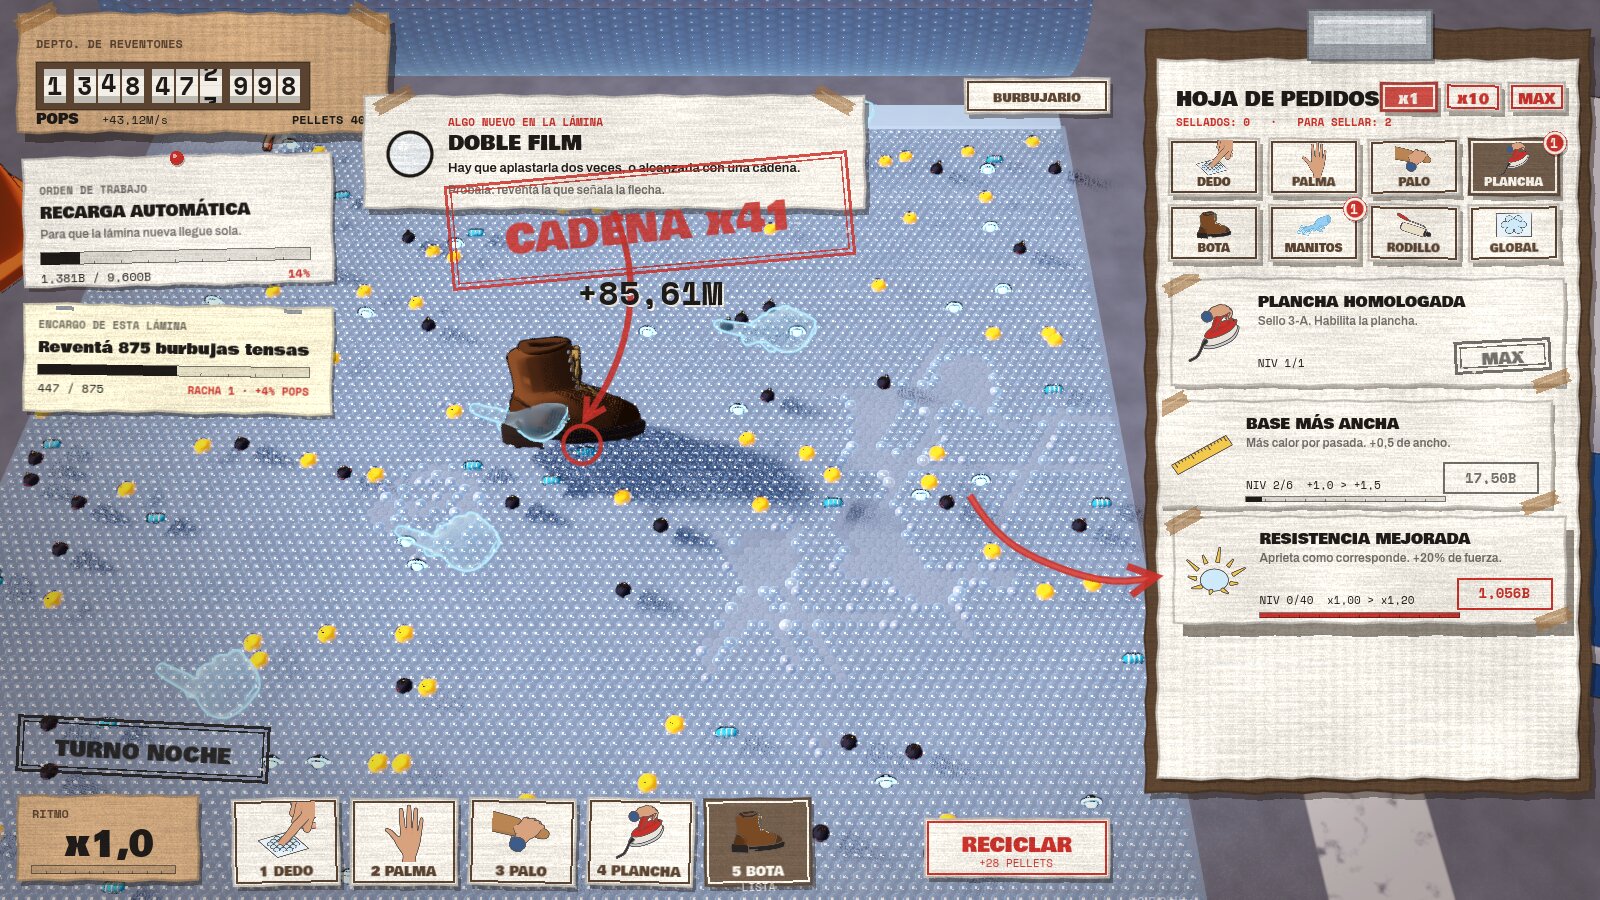 DEPTO. DE REVENTONES
1 348 47 998
POPS +43,12M/s PELLETS 40
ORDEN DE TRABAJO
RECARGA AUTOMÁTICA
Para que la lámina nueva llegue sola.
1,381B / 9,600B 14%
ENCARGO DE ESTA LÁMINA
Reventá 875 burbujas tensas
447 / 875 RACHA 1 · +4% POPS
ALGO NUEVO EN LA LÁMINA
DOBLE FILM
Hay que aplastarla dos veces, o alcanzarla con una cadena.
Probala: reventá la que señala la flecha.
CADENA x41
+85,61M
BURBUJARIO
HOJA DE PEDIDOS x1 x10 MAX
SELLADOS: 0 · PARA SELLAR: 2
DEDO PALMA PALO PLANCHA 1
BOTA MANITOS 1 RODILLO GLOBAL
PLANCHA HOMOLOGADA
Sello 3-A. Habilita la plancha.
NIV 1/1 MAX
BASE MÁS ANCHA
Más calor por pasada. +0,5 de ancho.
NIV 2/6 +1,0 > +1,5 17,50B
RESISTENCIA MEJORADA
Aprieta como corresponde. +20% de fuerza.
NIV 0/40 x1,00 > x1,20 1,056B
TURNO NOCHE
RITMO
x1,0
1 DEDO 2 PALMA 3 PALO 4 PLANCHA 5 BOTA
LISTA
RECICLAR
+28 PELLETS